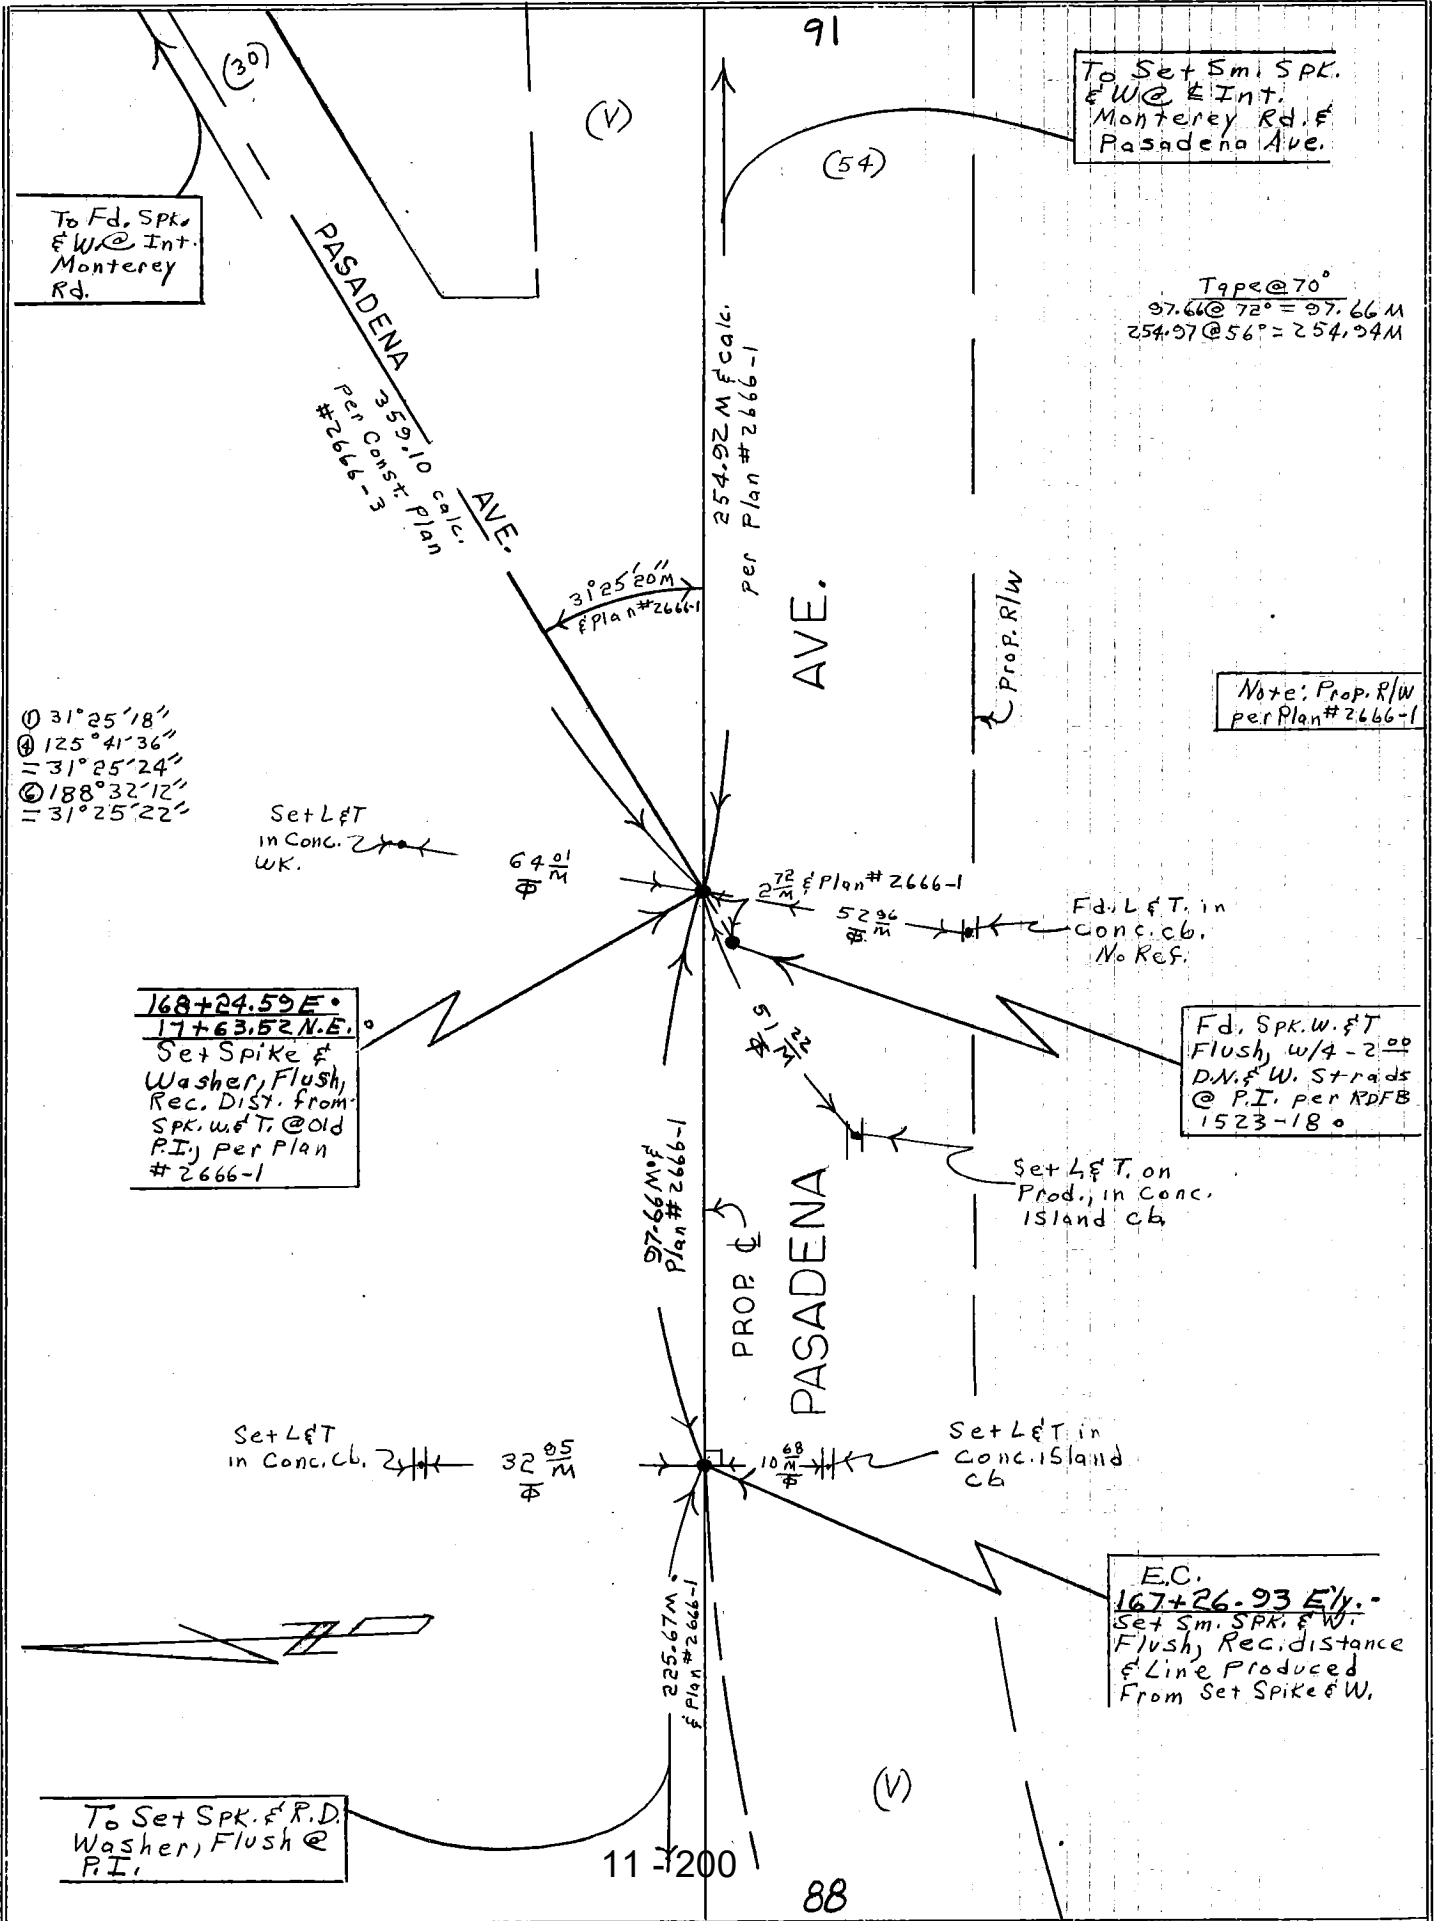 91
(30)
(V)
(54)
To Set Sm. SPK.
& W@ ℄ Int.
Monterey Rd. &
Pasadena Ave.
To Fd. Spk.
& W.@ Int.
Monterey
Rd.
Tape@70°
97.66@ 72° = 97.66 M
254.97@56° = 254.94M
PASADENA
AVE.
359.10 calc.
per Const. Plan
#2666-3
254.92 M & calc.
per Plan #2666-1
31°25'20"M
& Plan #2666-1
AVE.
Prop. R/W
Note: Prop. R/W
per Plan #2666-1
① 31°25'18"
④ 125°41'36"
= 31°25'24"
⑥ 188°32'12"
= 31°25'22"
Set L&T
in Conc.
WK.
64 01 M
2 72 M & Plan # 2666-1
52 96 M
Fd. L & T. in
Conc. cb.
No Ref.
168+24.59 E.
17+63.52 N.E.
Set Spike &
Washer, Flush,
Rec. Dist. from
SPK. W. & T. @ Old
P.I., per Plan
# 2666-1
51 22 M
Fd. Spk. W. & T
Flush, w/4 - 2 00
D.N. & W. Strads
@ P.I. per RDFB
1523-18
97.66 M. &
Plan # 2666-1
PROP. ℄
PASADENA
Set L & T. on
Prod., in Conc.
Island cb.
Set L & T
in Conc. cb.
32 05 M
10 68 M
Set L & T in
Conc. Island
cb
225.67M.
& Plan #2666-1
E.C.
167+26.93 E'ly.
Set Sm. SPK. & W.
Flush, Rec. distance
& Line Produced
From Set Spike & W.
N
(V)
To Set SPK. & R.D.
Washer, Flush @
P.I.
11 - 200
88